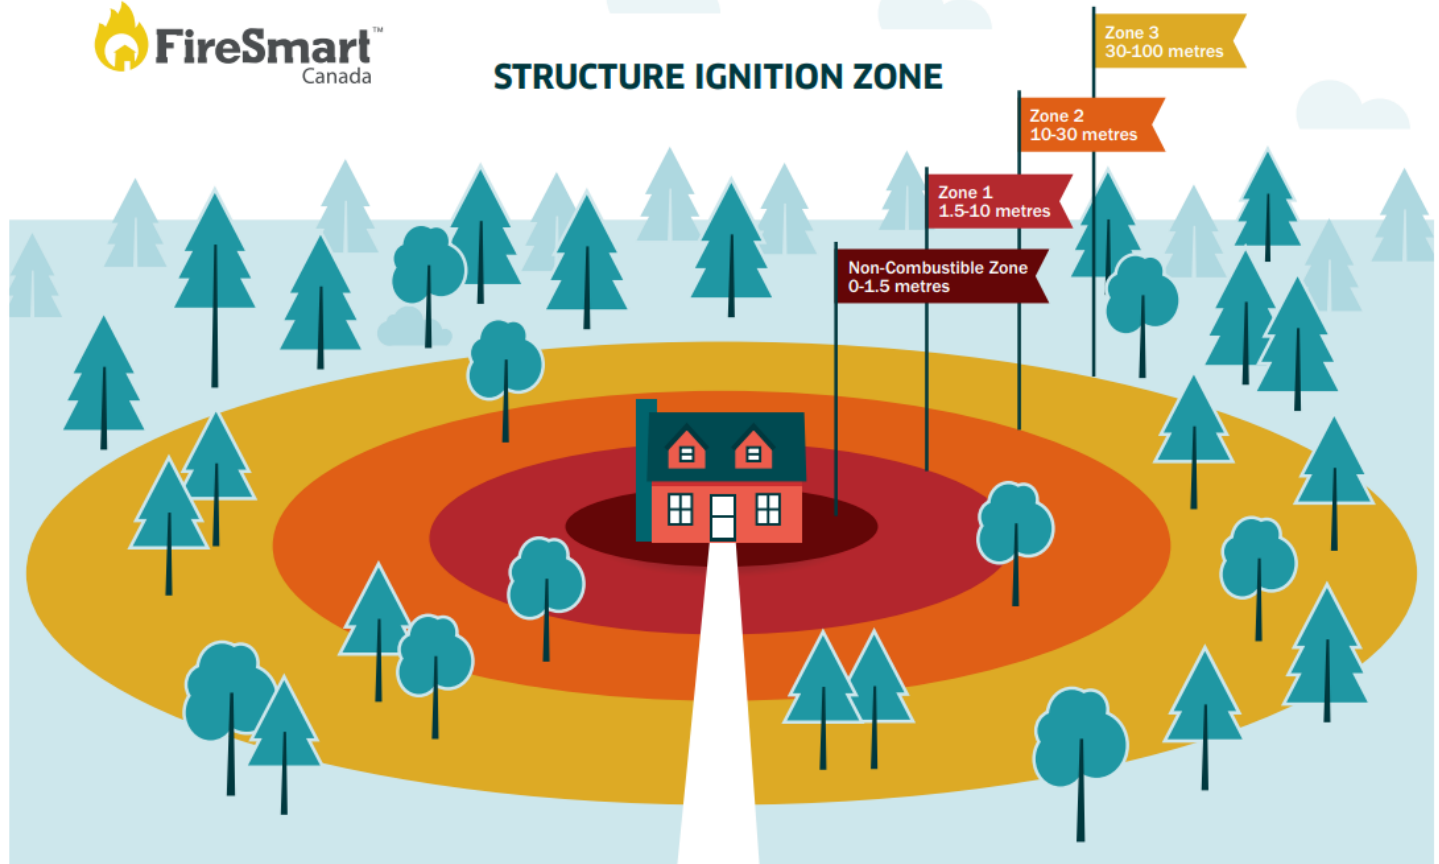 FireSmart™
Canada
STRUCTURE IGNITION ZONE
Zone 3
30-100 metres
Zone 2
10-30 metres
Zone 1
1.5-10 metres
Non-Combustible Zone
0-1.5 metres